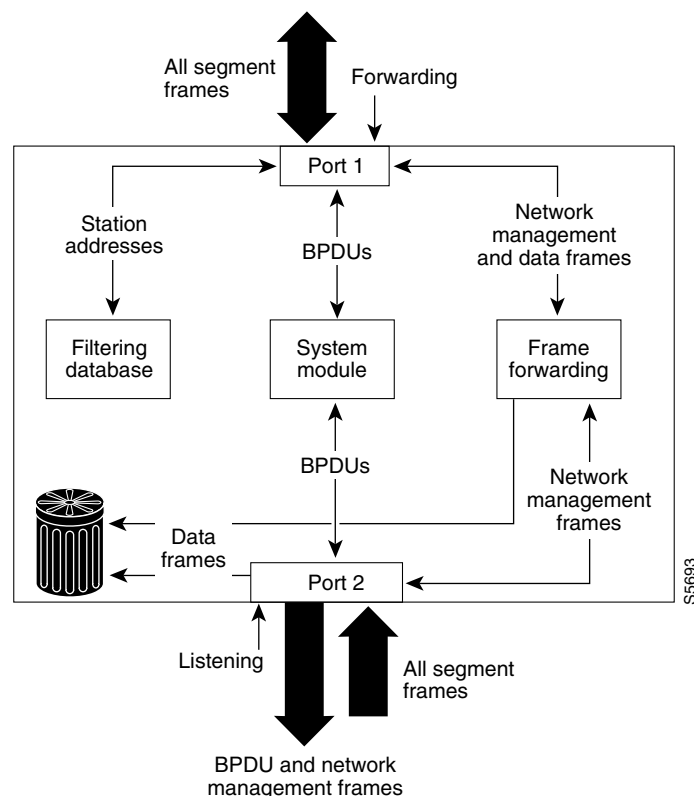 All segment
frames
Forwarding
Port 1
Station
addresses
BPDUs
Network
management
and data frames
Filtering
database
System
module
Frame
forwarding
BPDUs
Network
management
frames
Data
frames
Port 2
S5693
Listening
All segment
frames
BPDU and network
management frames